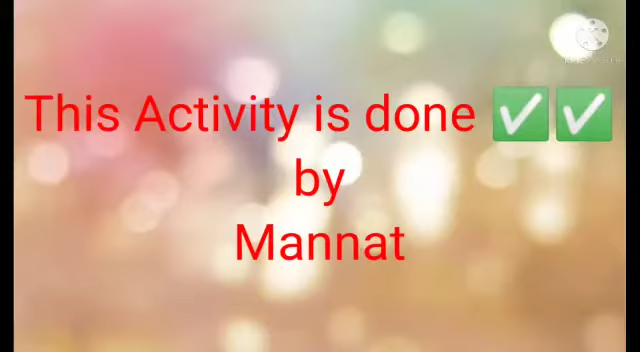 This Activity is done ✅✅
by
Mannat